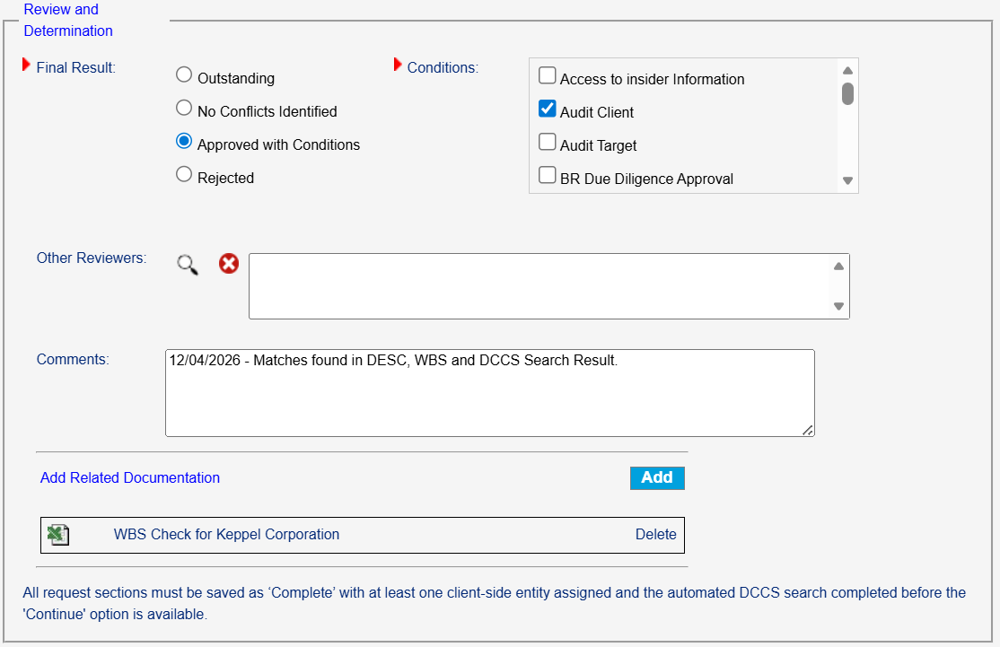 Review and
Determination
Final Result:
Outstanding
No Conflicts Identified
Approved with Conditions
Rejected
Conditions:
Access to insider Information
Audit Client
Audit Target
BR Due Diligence Approval
Other Reviewers:
Comments:
12/04/2026 - Matches found in DESC, WBS and DCCS Search Result.
Add Related Documentation
Add
WBS Check for Keppel Corporation
Delete
All request sections must be saved as ‘Complete’ with at least one client-side entity assigned and the automated DCCS search completed before the
'Continue' option is available.